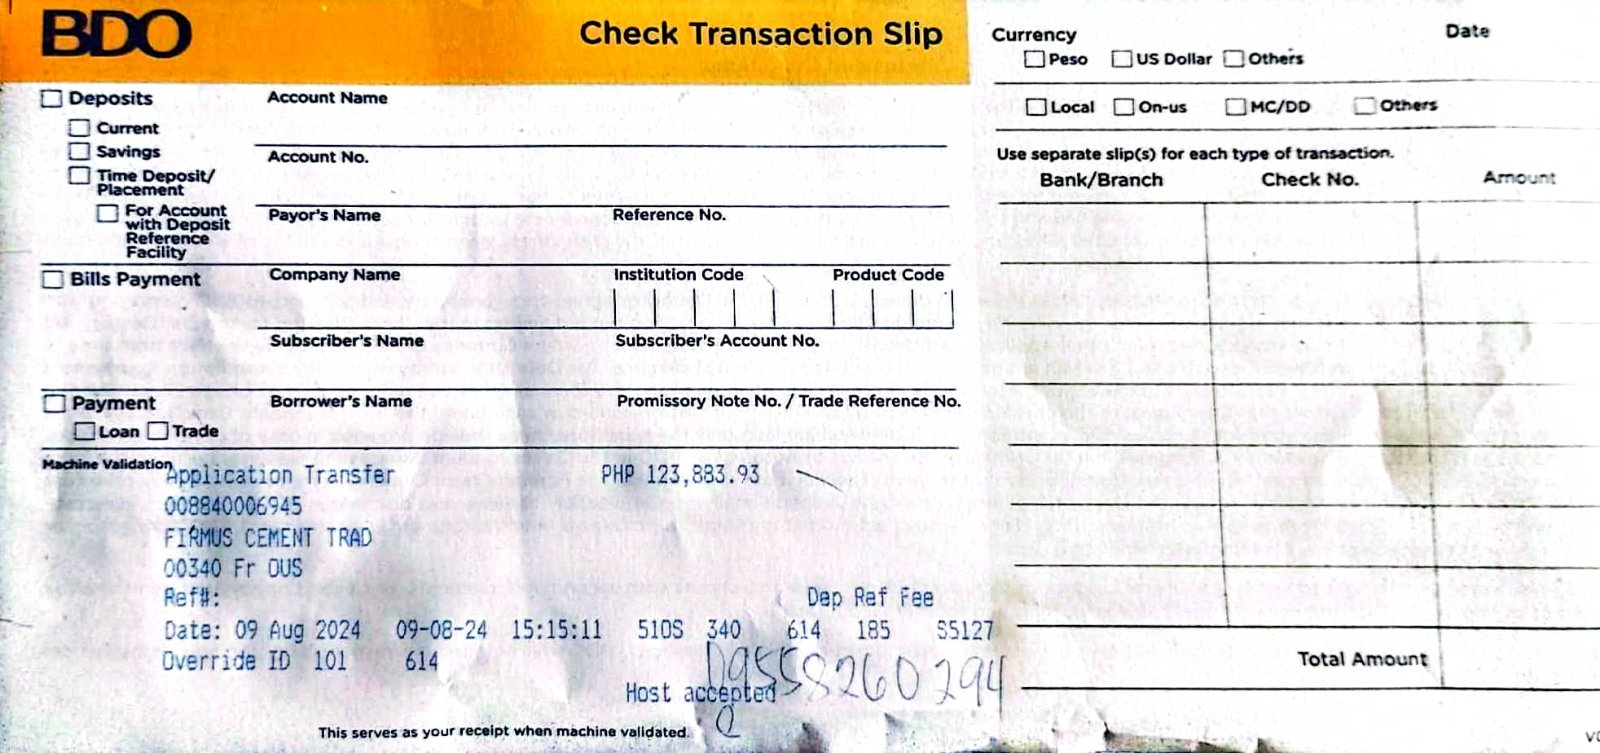 BDO Check Transaction Slip
Currency Date
Peso US Dollar Others
Local On-us MC/DD Others
Use separate slip(s) for each type of transaction.
Bank/Branch Check No. Amount
Total Amount
Deposits Account Name
Current
Savings Account No.
Time Deposit/
Placement
For Account Payor's Name Reference No.
with Deposit
Reference
Facility
Bills Payment Company Name Institution Code Product Code
Subscriber's Name Subscriber's Account No.
Payment Borrower's Name Promissory Note No. / Trade Reference No.
Loan Trade
Machine Validation
Application Transfer PHP 123,883.93
008840006945
FIRMUS CEMENT TRAD
00340 Fr OUS
Ref#: Dep Ref Fee
Date: 09 Aug 2024 09-08-24 15:15:11 510S 340 614 185 S5127
Override ID 101 614
09558260294
Host accepted
This serves as your receipt when machine validated.